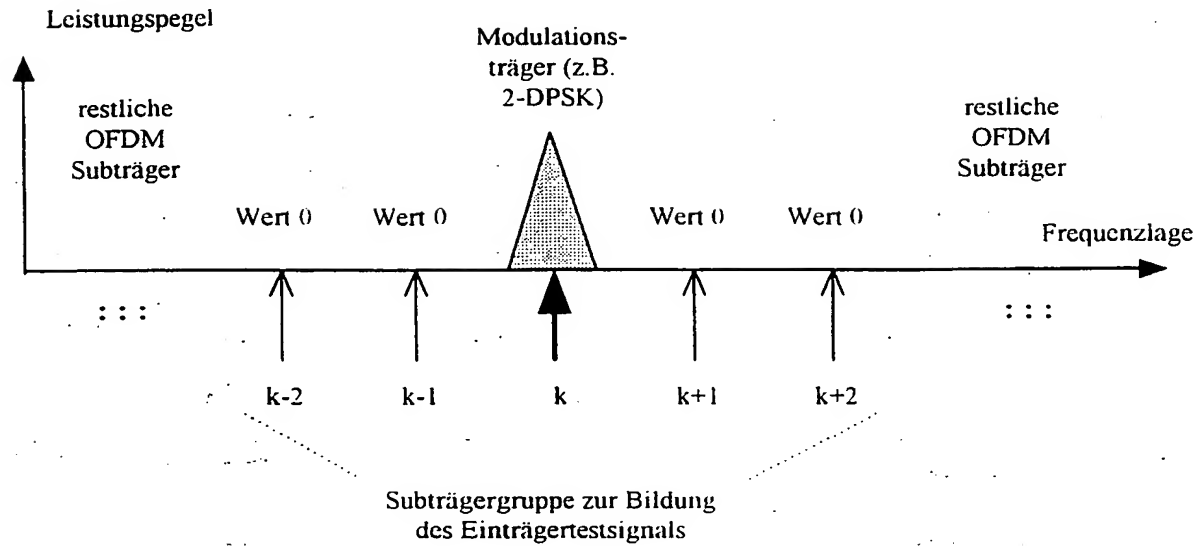 Leistungspegel
Modulations-
träger (z.B.
2-DPSK)
restliche
OFDM
Subträger
restliche
OFDM
Subträger
Wert 0
Wert 0
Wert 0
Wert 0
Frequenzlage
: : :
: : :
k-2
k-1
k
k+1
k+2
Subträgergruppe zur Bildung
des Einträgertestsignals